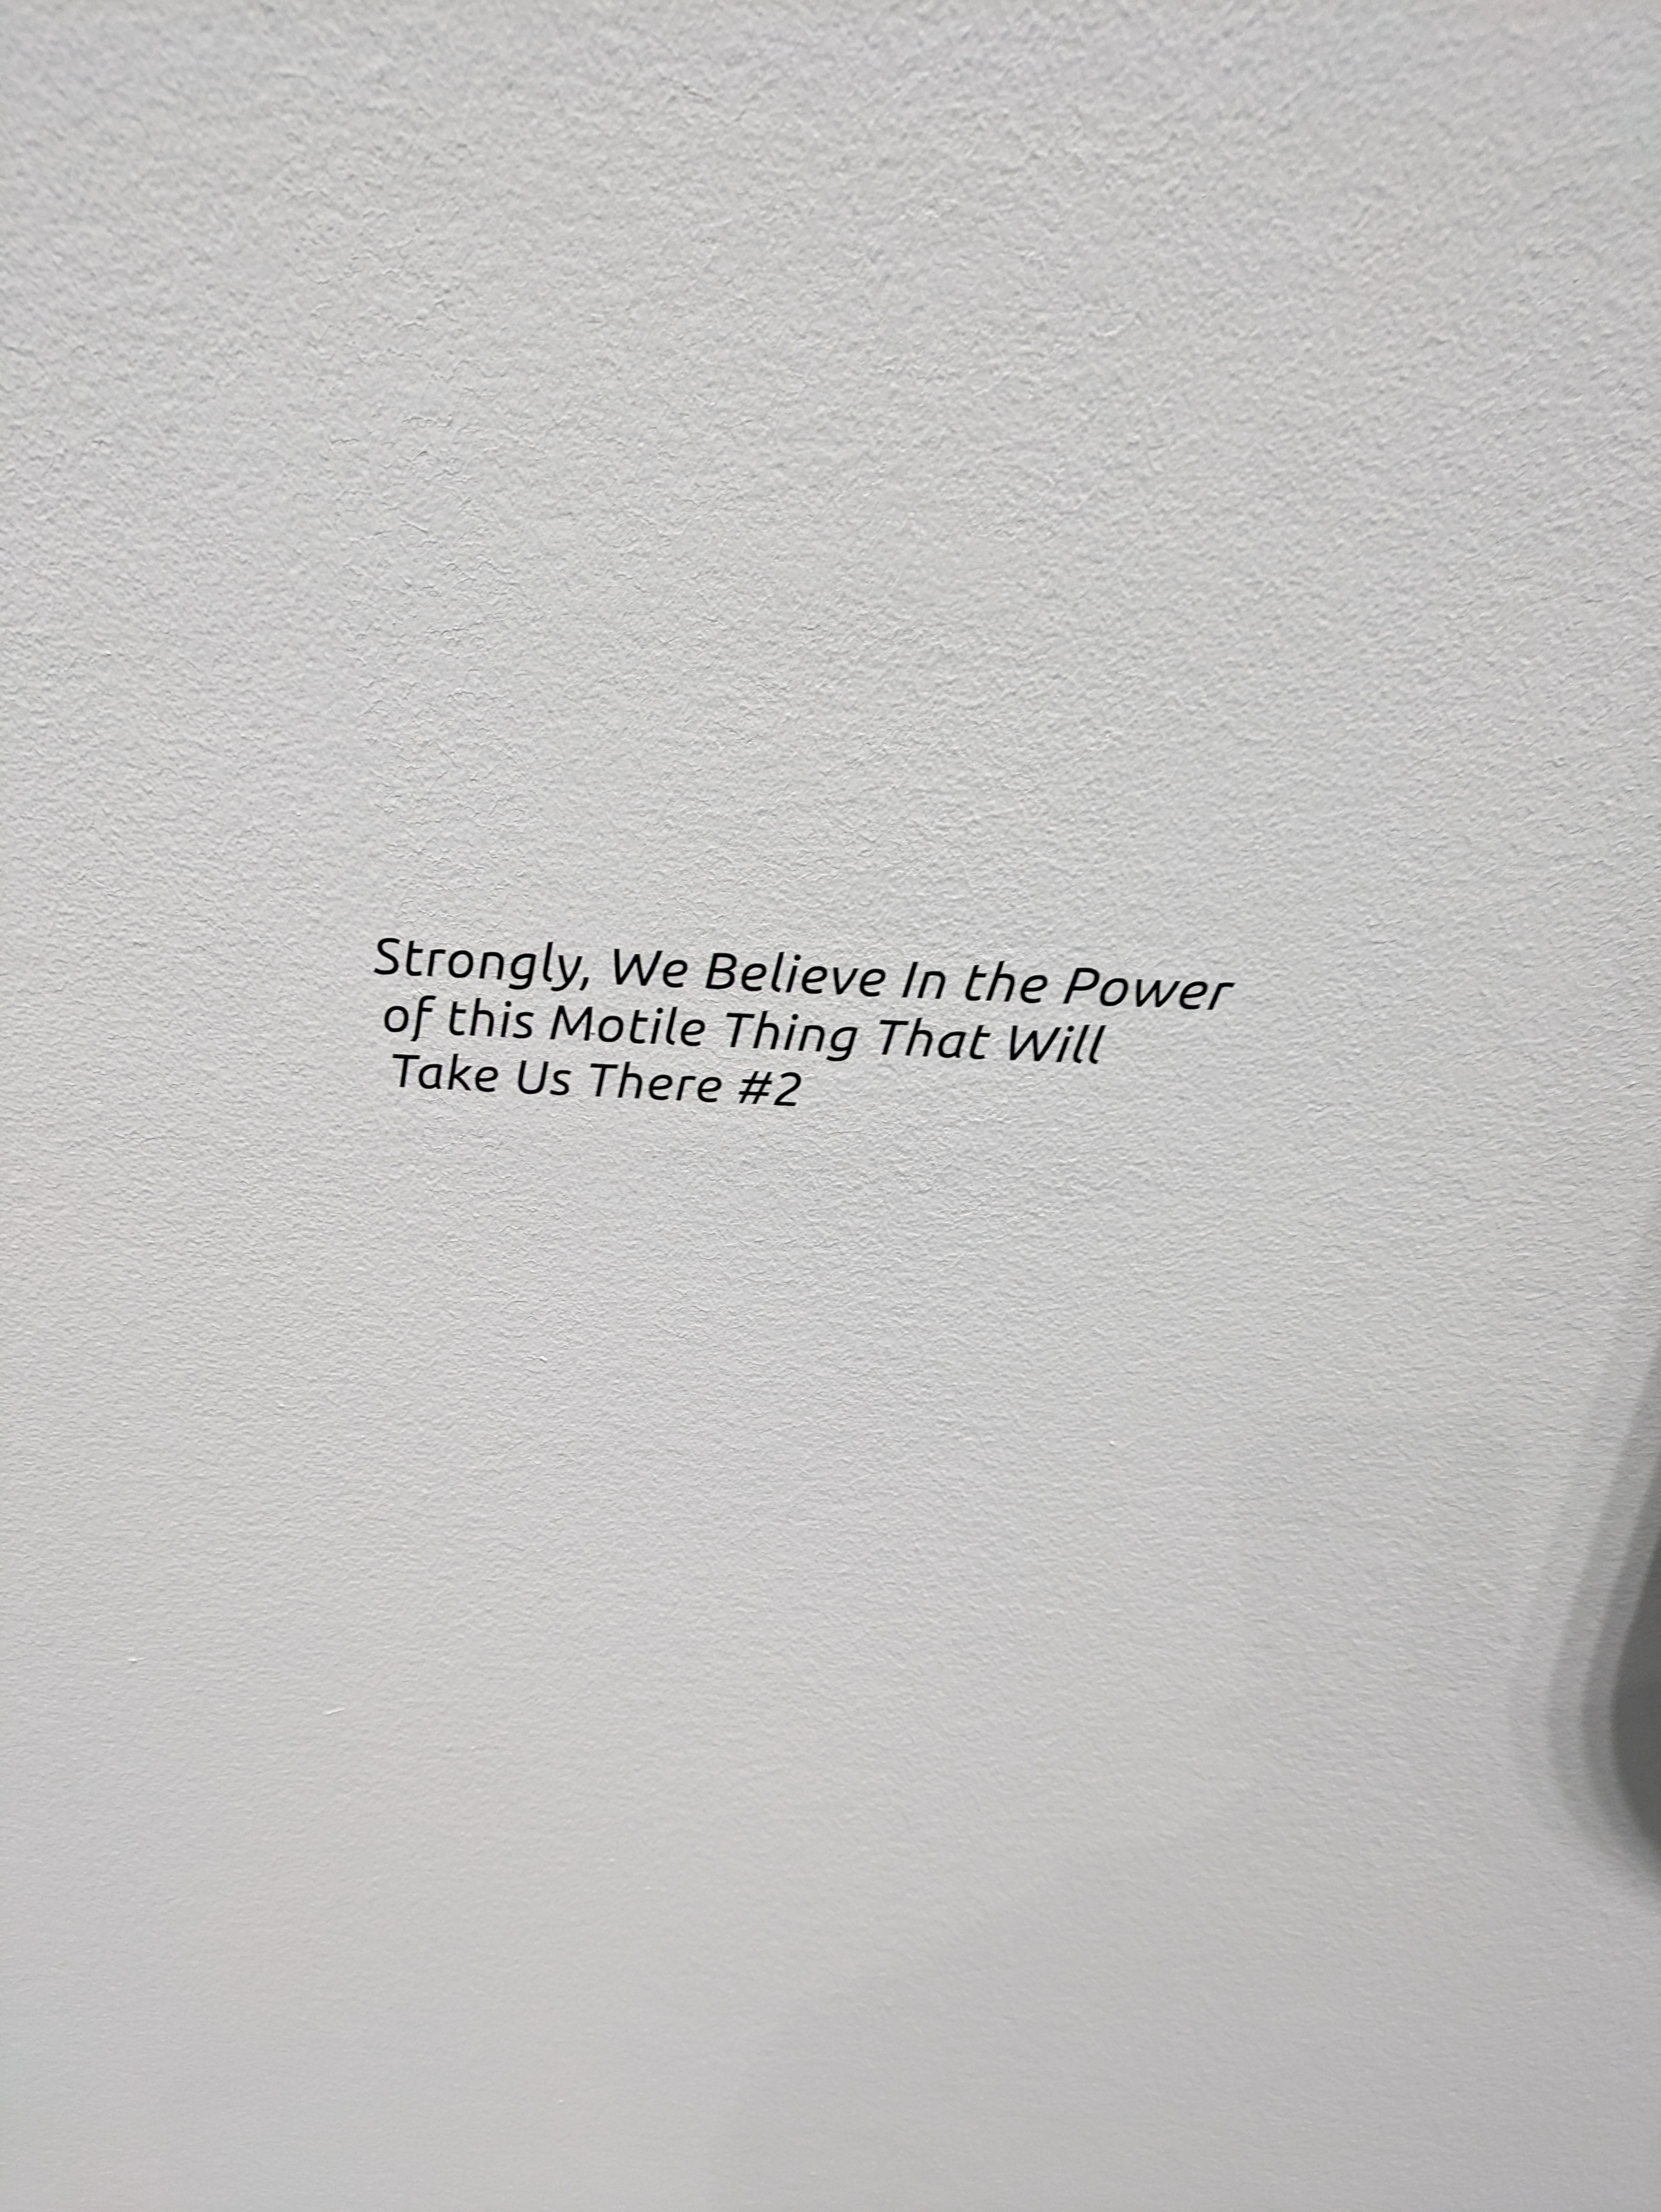 Strongly, We Believe In the Power
of this Motile Thing That Will
Take Us There #2